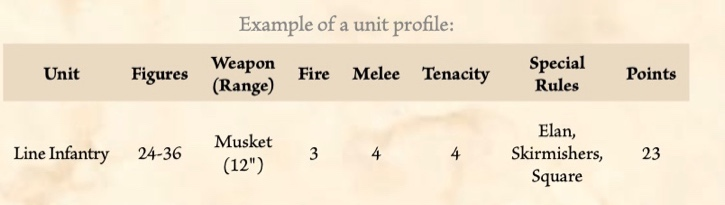 Example of a unit profile:
Unit Figures Weapon (Range) Fire Melee Tenacity Special Rules Points
Line Infantry 24-36 Musket (12") 3 4 4 Elan, Skirmishers, Square 23